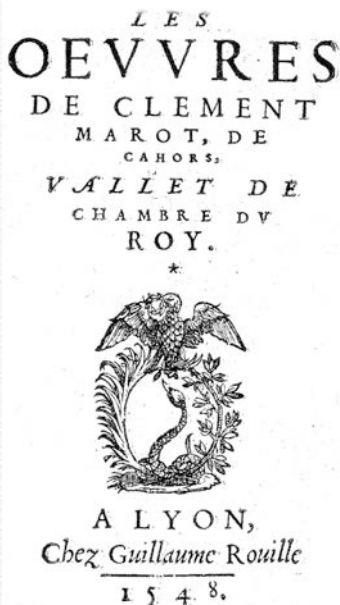 LES
OEVVRES
DE CLEMENT
MAROT, DE
CAHORS,
VALLET DE
CHAMBRE DV
ROY.
*
A LYON,
Chez Guillaume Rouille
1548.